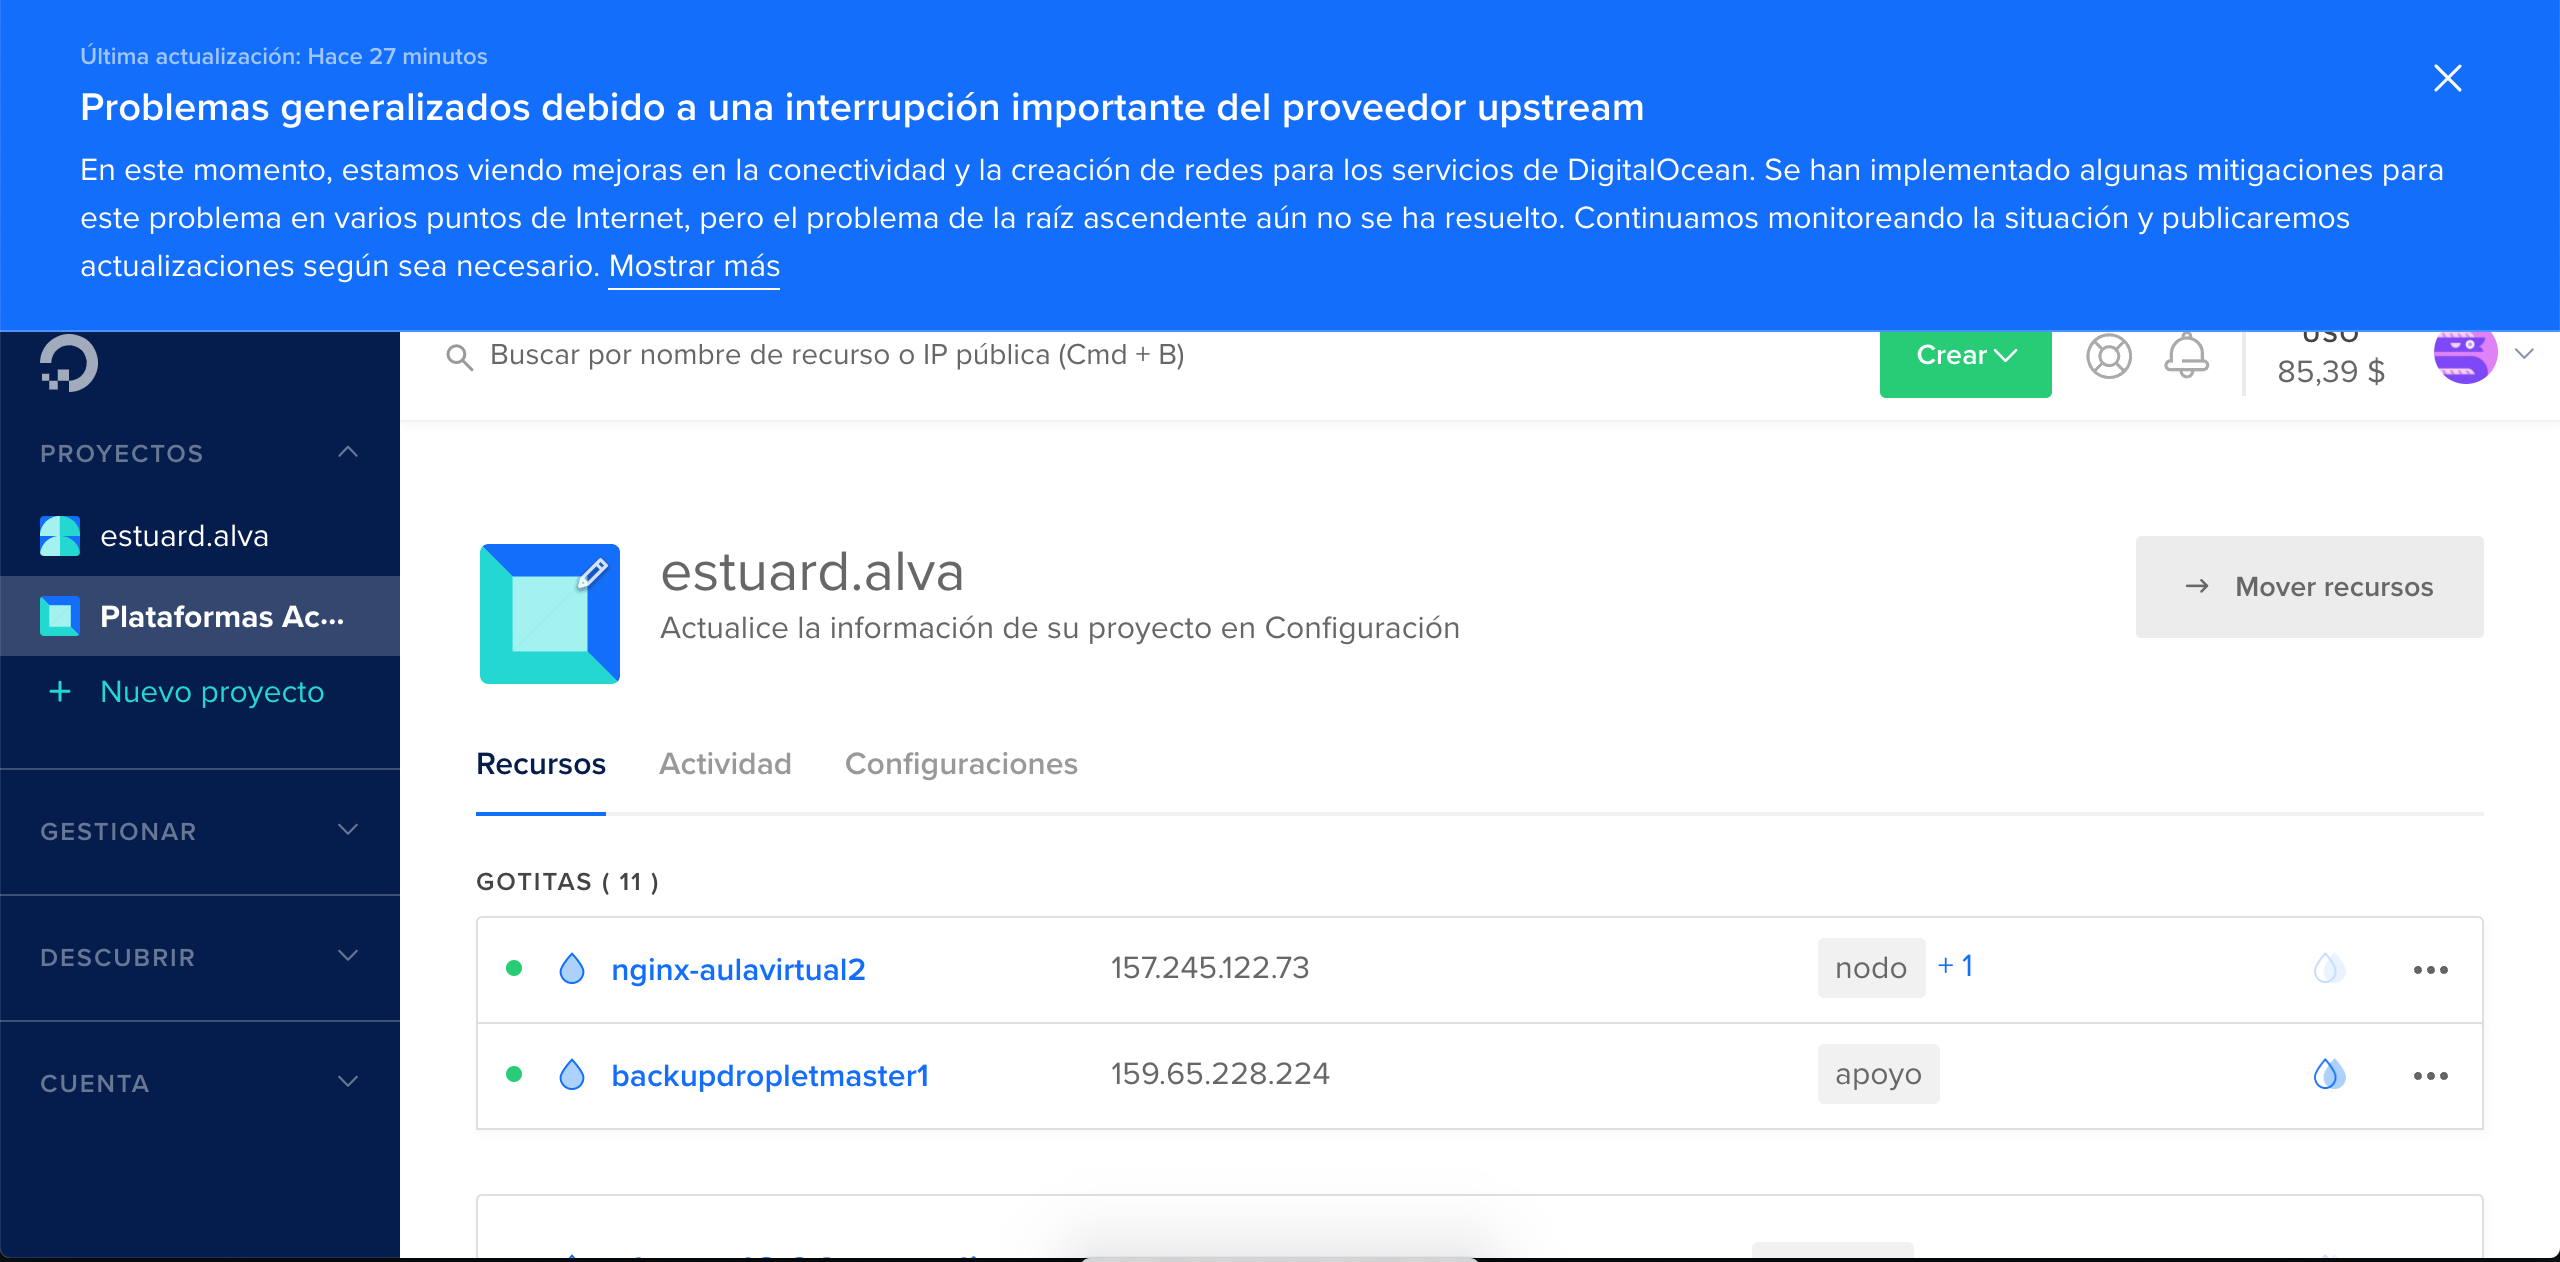 Última actualización: Hace 27 minutos
Problemas generalizados debido a una interrupción importante del proveedor upstream
En este momento, estamos viendo mejoras en la conectividad y la creación de redes para los servicios de DigitalOcean. Se han implementado algunas mitigaciones para
este problema en varios puntos de Internet, pero el problema de la raíz ascendente aún no se ha resuelto. Continuamos monitoreando la situación y publicaremos
actualizaciones según sea necesario. Mostrar más
Buscar por nombre de recurso o IP pública (Cmd + B)
Crear
uso
85,39 $
PROYECTOS
estuard.alva
Plataformas Ac...
+ Nuevo proyecto
GESTIONAR
DESCUBRIR
CUENTA
estuard.alva
Actualice la información de su proyecto en Configuración
→ Mover recursos
Recursos Actividad Configuraciones
GOTITAS ( 11 )
nginx-aulavirtual2 157.245.122.73 nodo + 1
backupdropletmaster1 159.65.228.224 apoyo